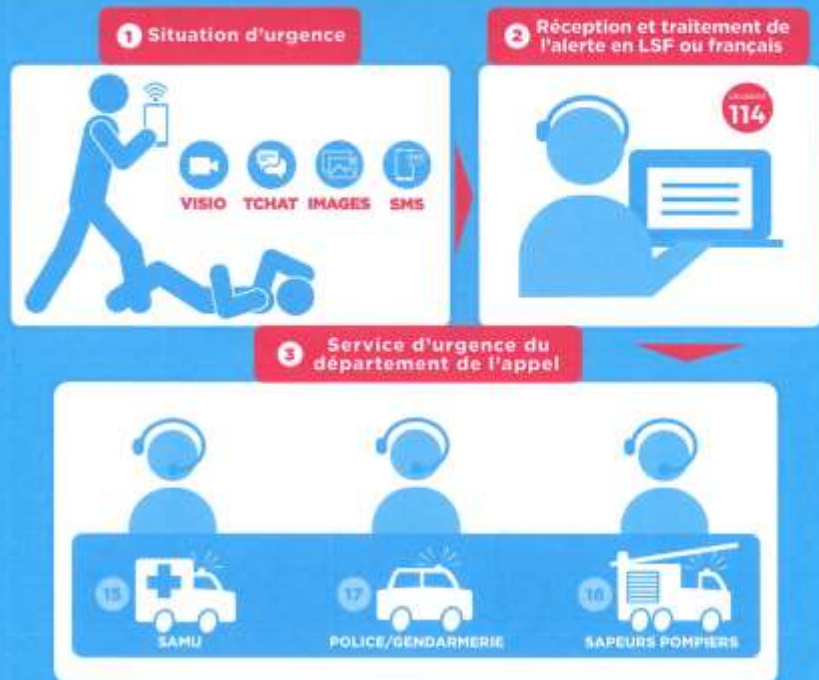 1 Situation d'urgence
2 Réception et traitement de
l'alerte en LSF ou français
114
VISIO TCHAT IMAGES SMS
3 Service d'urgence du
département de l'appel
15 17 18
SAMU POLICE/GENDARMERIE SAPEURS POMPIERS